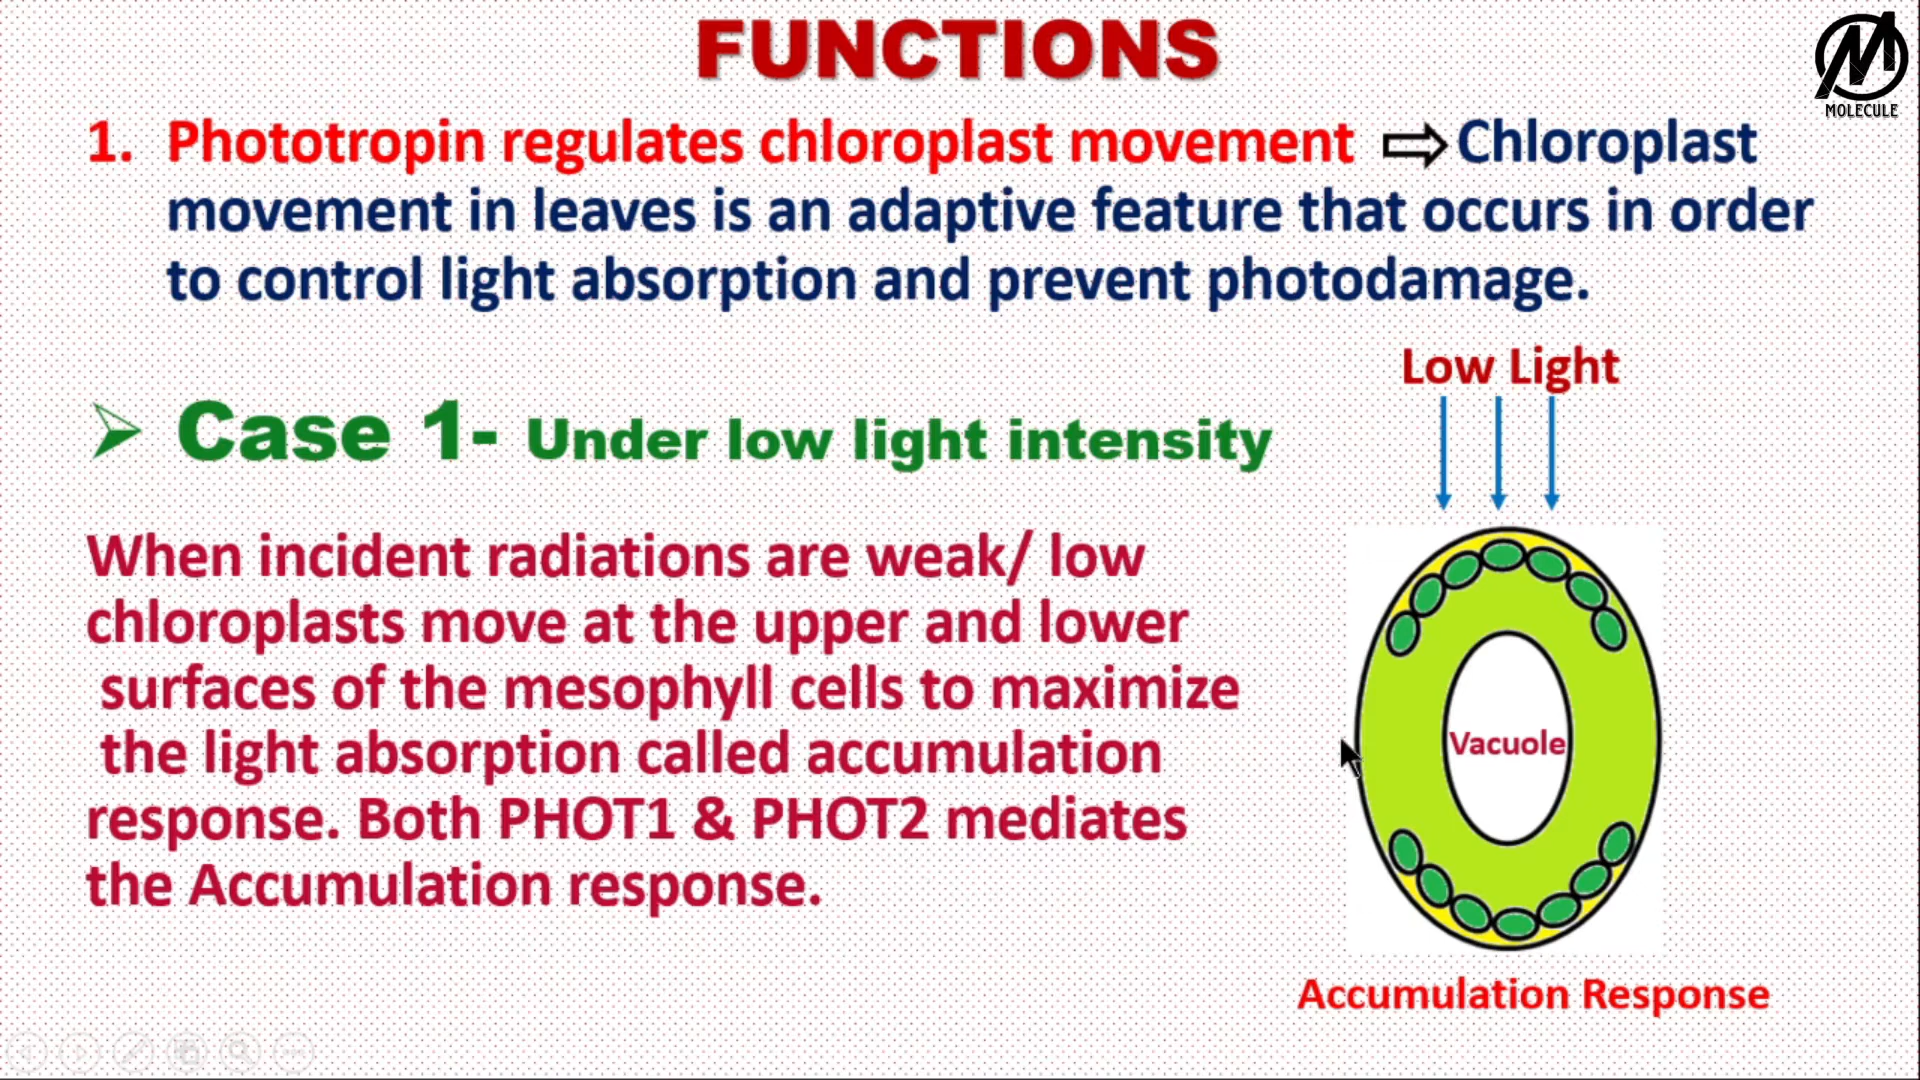 FUNCTIONS
MOLECULE
1. Phototropin regulates chloroplast movement ⇨ Chloroplast
movement in leaves is an adaptive feature that occurs in order
to control light absorption and prevent photodamage.
Low Light
➢ Case 1- Under low light intensity
When incident radiations are weak/ low
chloroplasts move at the upper and lower
surfaces of the mesophyll cells to maximize
the light absorption called accumulation
response. Both PHOT1 & PHOT2 mediates
the Accumulation response.
Vacuole
Accumulation Response